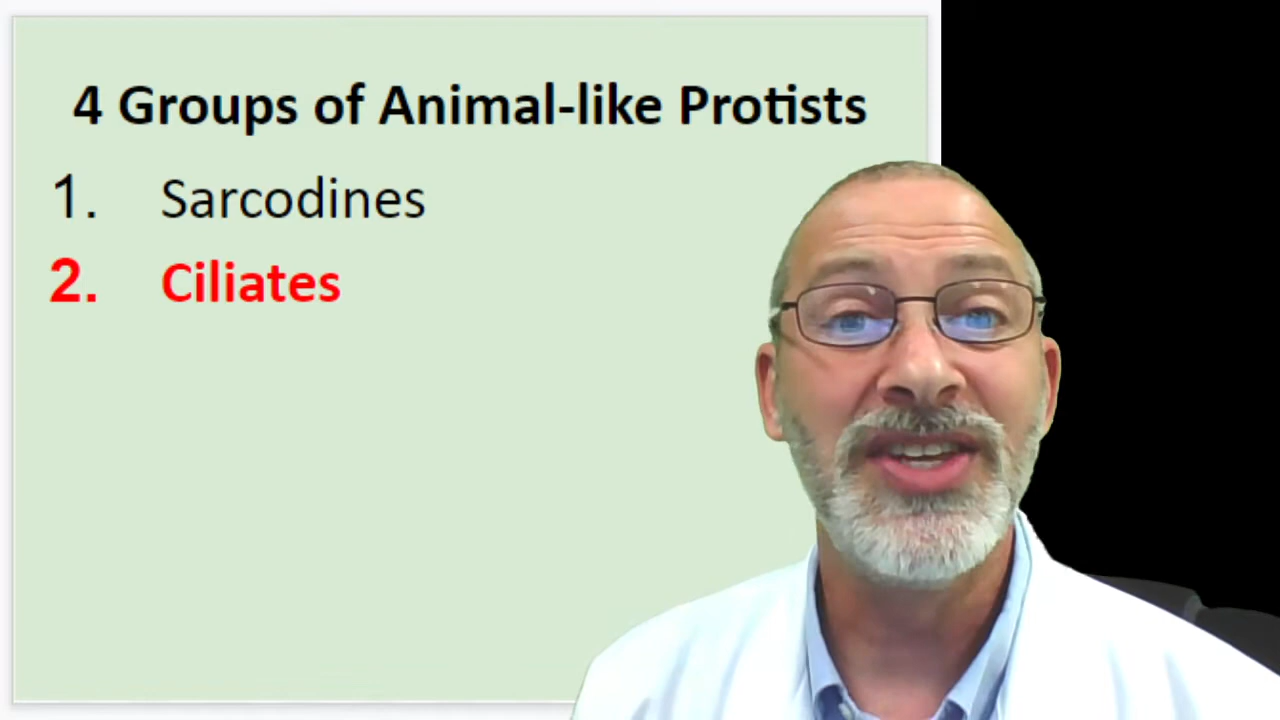 4 Groups of Animal-like Protists
1. Sarcodines
2. Ciliates